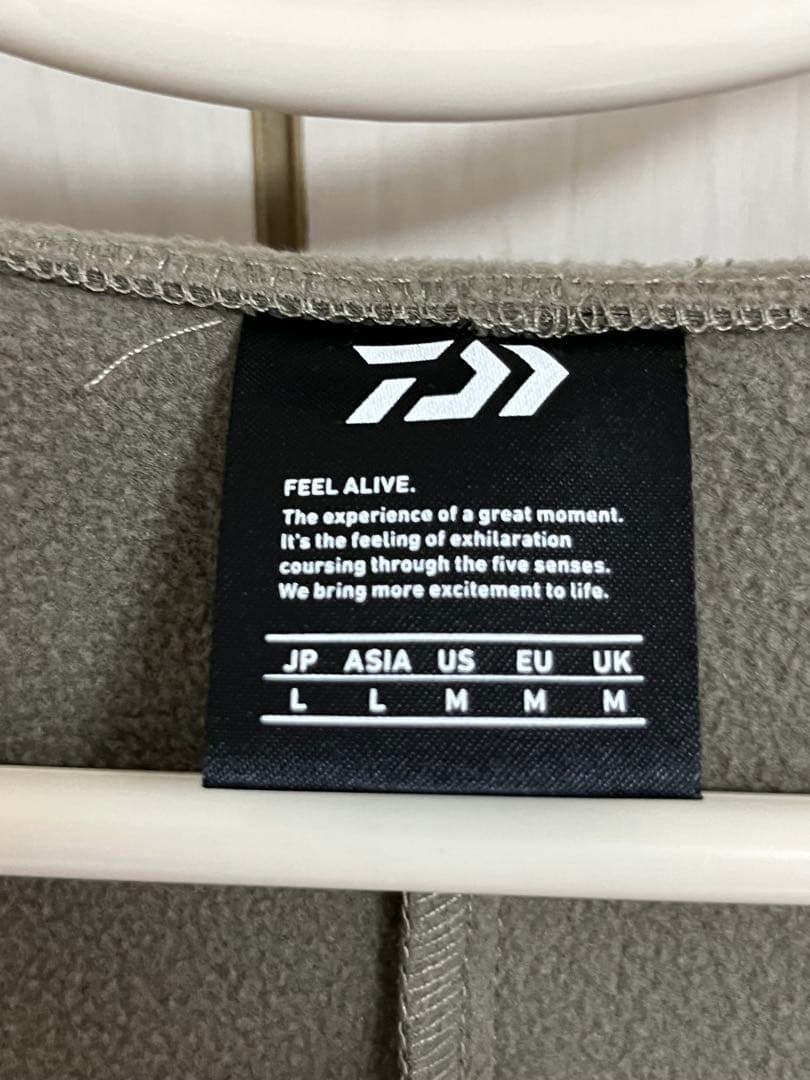 FEEL ALIVE.
The experience of a great moment.
It's the feeling of exhilaration
coursing through the five senses.
We bring more excitement to life.
JP ASIA US EU UK
L L M M M